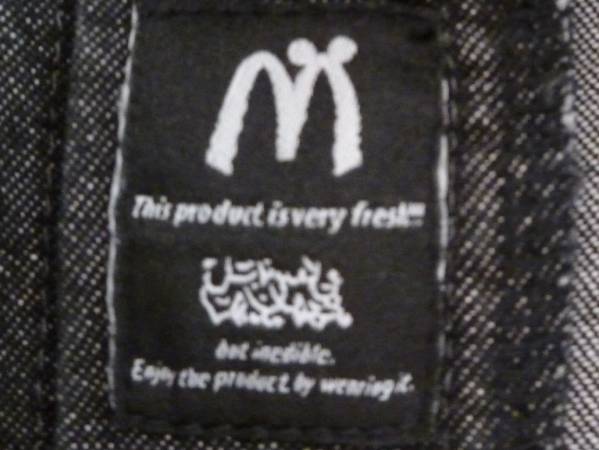 This product is very fresh
but inedible.
Enjoy the product by wearing it.